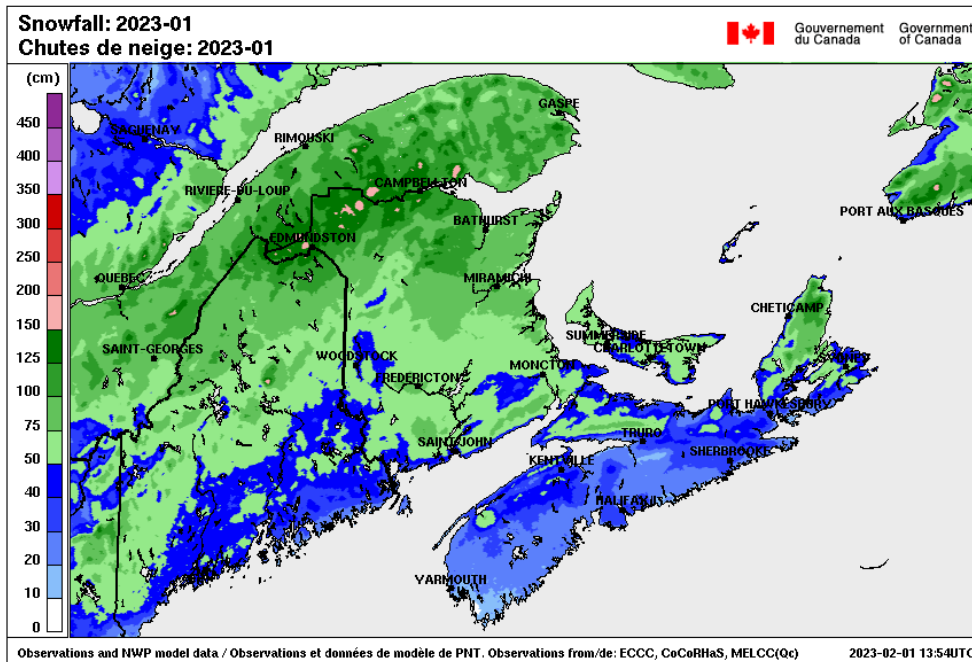 Snowfall: 2023-01
Chutes de neige: 2023-01
Gouvernement du Canada
Government of Canada
(cm)
450
400
350
300
250
200
150
125
100
75
50
40
30
20
10
0
GASPE
SAGUENAY
RIMOUSKI
RIVIERE-DU-LOUP
CAMPBELLTON
PORT AUX BASQUES
BATHURST
EDMUNDSTON
QUEBEC
MIRAMICHI
CHETICAMP
SUMMERSIDE
SAINT-GEORGES
CHARLOTTETOWN
WOODSTOCK
SYDNEY
MONCTON
FREDERICTON
PORT HAWKESBURY
TRURO
SAINT JOHN
SHERBROOKE
KENTVILLE
HALIFAX/IS
YARMOUTH
Observations and NWP model data / Observations et données de modèle de PNT. Observations from/de: ECCC, CoCoRHaS, MELCC(Qc)
2023-02-01 13:54UTC